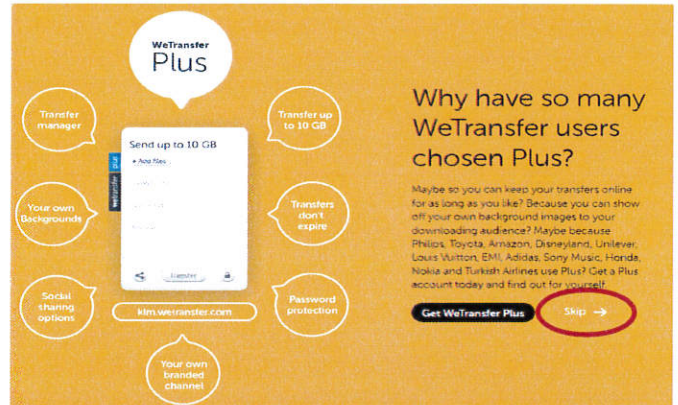 WeTransfer
Plus
Transfer
manager
Transfer up
to 10 GB
Send up to 10 GB
+ Add files
plus
wetransfer
Your own
Backgrounds
Transfers
don't
expire
Transfer
Social
sharing
options
Password
protection
klm.wetransfer.com
Your own
branded
channel
Why have so many
WeTransfer users
chosen Plus?
Maybe so you can keep your transfers online
for as long as you like? Because you can show
off your own background images to your
downloading audience? Maybe because
Philips, Toyota, Amazon, Disneyland, Unilever,
Louis Vuitton, EMI, Adidas, Sony Music, Honda,
Nokia and Turkish Airlines use Plus? Get a Plus
account today and find out for yourself.
Get WeTransfer Plus
Skip →